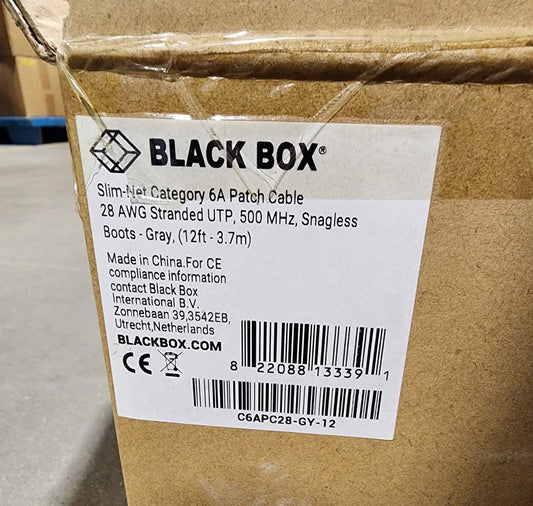 BLACK BOX®
Slim-Net Category 6A Patch Cable
28 AWG Stranded UTP, 500 MHz, Snagless
Boots - Gray, (12ft - 3.7m)
Made in China.For CE
compliance information
contact Black Box
International B.V.
Zonnebaan 39,3542EB,
Utrecht,Netherlands
BLACKBOX.COM
CE
8 22088 13339 1
C6APC28-GY-12